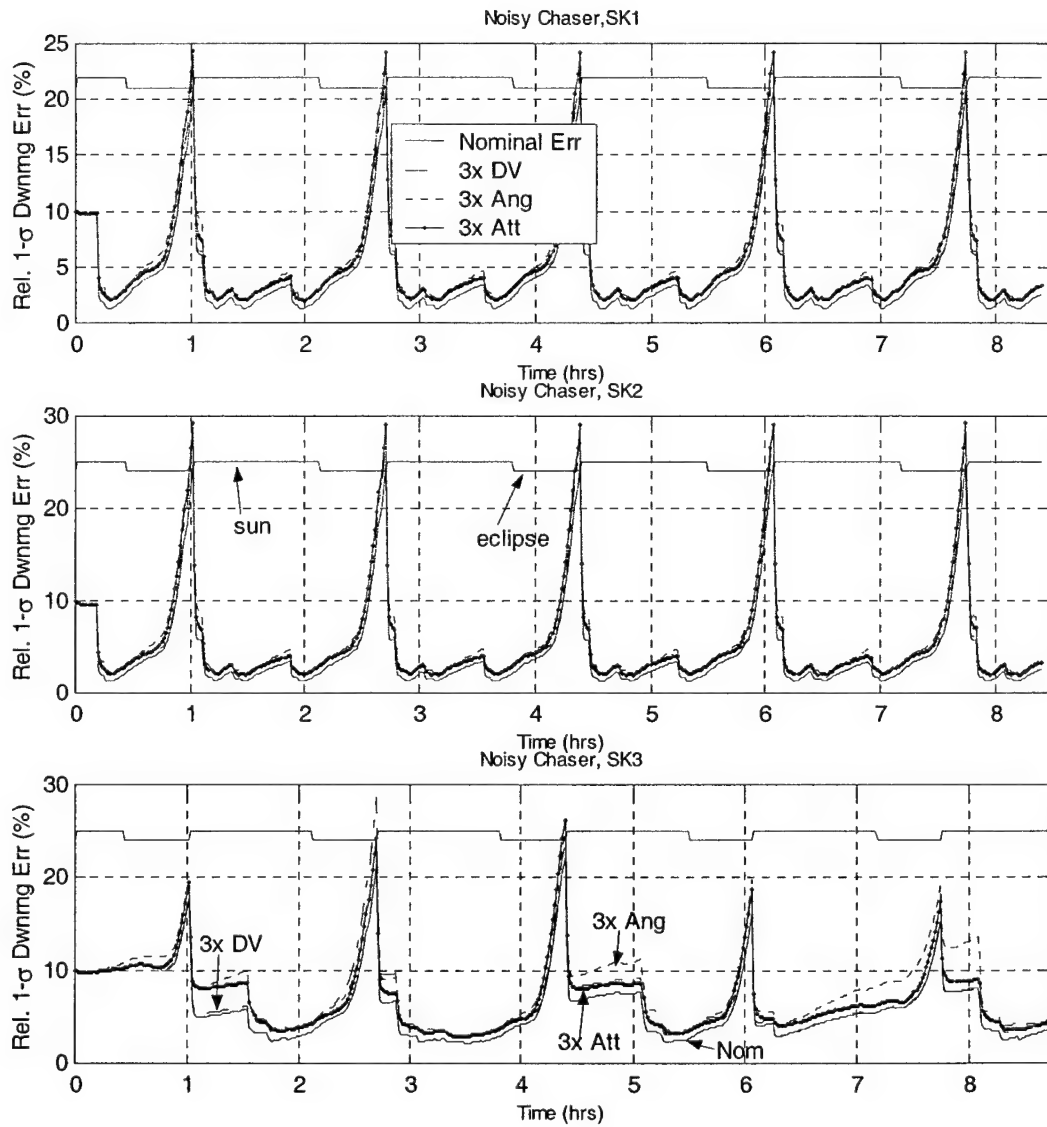 Noisy Chaser,SK1
Rel. 1-σ Dwnmg Err (%)
25
20
15
10
5
0
Nominal Err
3x DV
3x Ang
3x Att
0 1 2 3 4 5 6 7 8
Time (hrs)
Noisy Chaser, SK2
Rel. 1-σ Dwnmg Err (%)
30
20
10
0
sun
eclipse
0 1 2 3 4 5 6 7 8
Time (hrs)
Noisy Chaser, SK3
Rel. 1-σ Dwnmg Err (%)
30
20
10
0
3x DV
3x Ang
3x Att
Nom
0 1 2 3 4 5 6 7 8
Time (hrs)